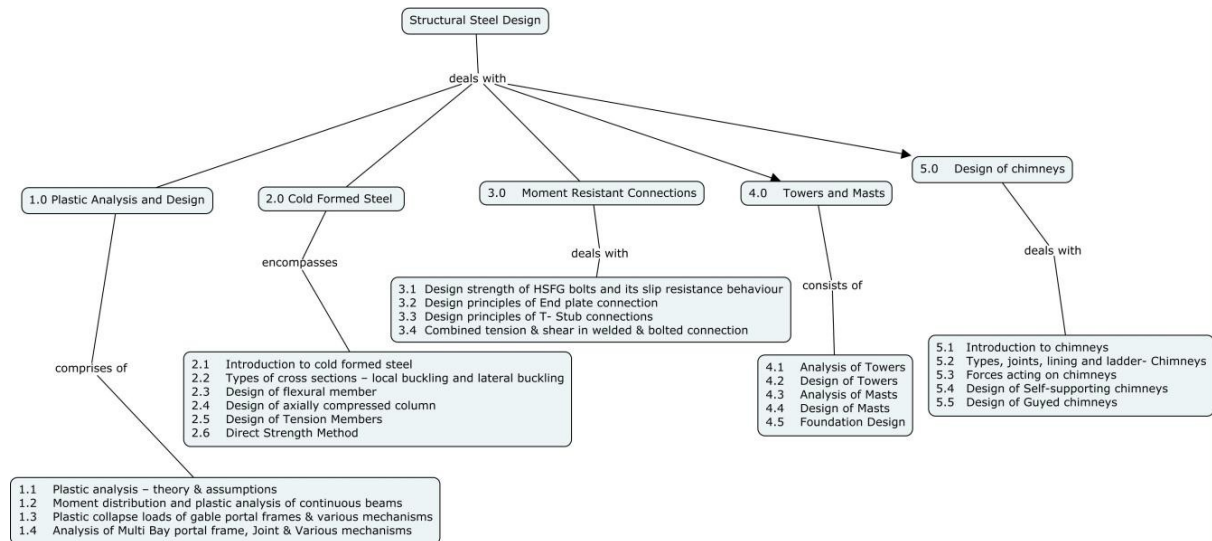 Structural Steel Design
deals with
5.0 Design of chimneys
1.0 Plastic Analysis and Design
2.0 Cold Formed Steel
3.0 Moment Resistant Connections
4.0 Towers and Masts
deals with
deals with
encompasses
consists of
comprises of
3.1 Design strength of HSFG bolts and its slip resistance behaviour
3.2 Design principles of End plate connection
3.3 Design principles of T- Stub connections
3.4 Combined tension & shear in welded & bolted connection
5.1 Introduction to chimneys
5.2 Types, joints, lining and ladder- Chimneys
5.3 Forces acting on chimneys
5.4 Design of Self-supporting chimneys
5.5 Design of Guyed chimneys
2.1 Introduction to cold formed steel
2.2 Types of cross sections – local buckling and lateral buckling
2.3 Design of flexural member
2.4 Design of axially compressed column
2.5 Design of Tension Members
2.6 Direct Strength Method
4.1 Analysis of Towers
4.2 Design of Towers
4.3 Analysis of Masts
4.4 Design of Masts
4.5 Foundation Design
1.1 Plastic analysis – theory & assumptions
1.2 Moment distribution and plastic analysis of continuous beams
1.3 Plastic collapse loads of gable portal frames & various mechanisms
1.4 Analysis of Multi Bay portal frame, Joint & Various mechanisms